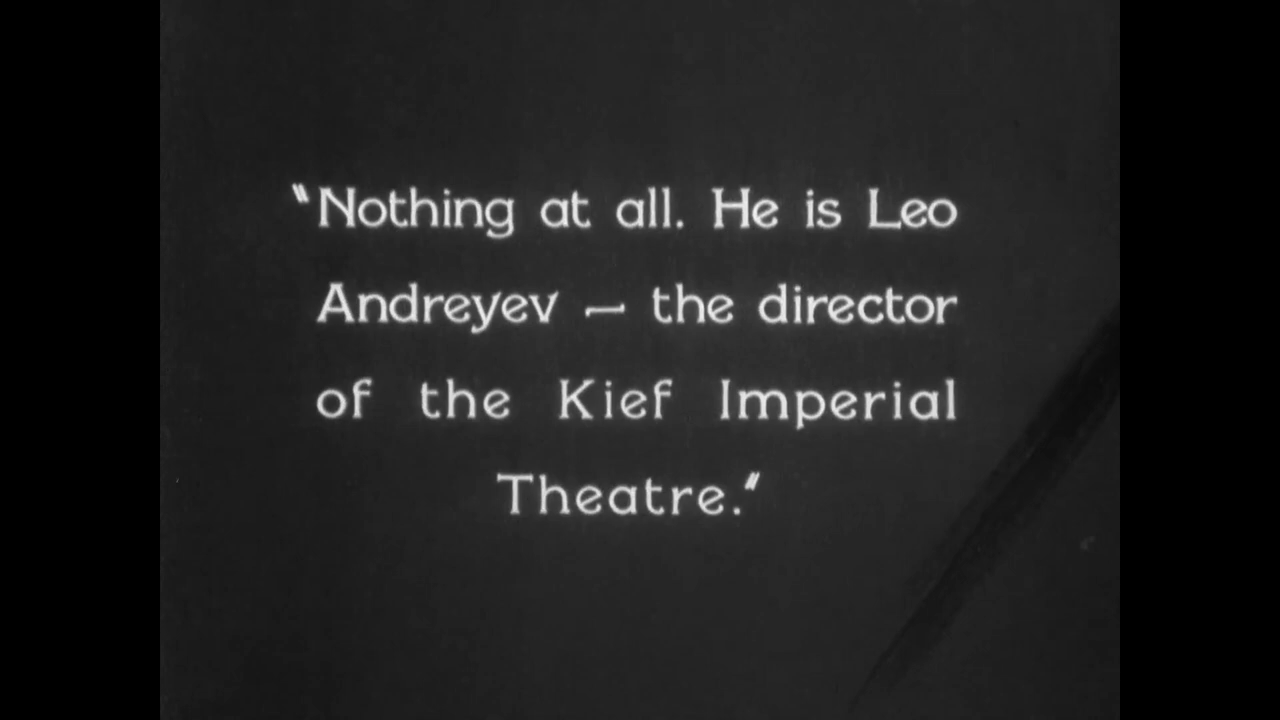 "Nothing at all. He is Leo
Andreyev — the director
of the Kief Imperial
Theatre."